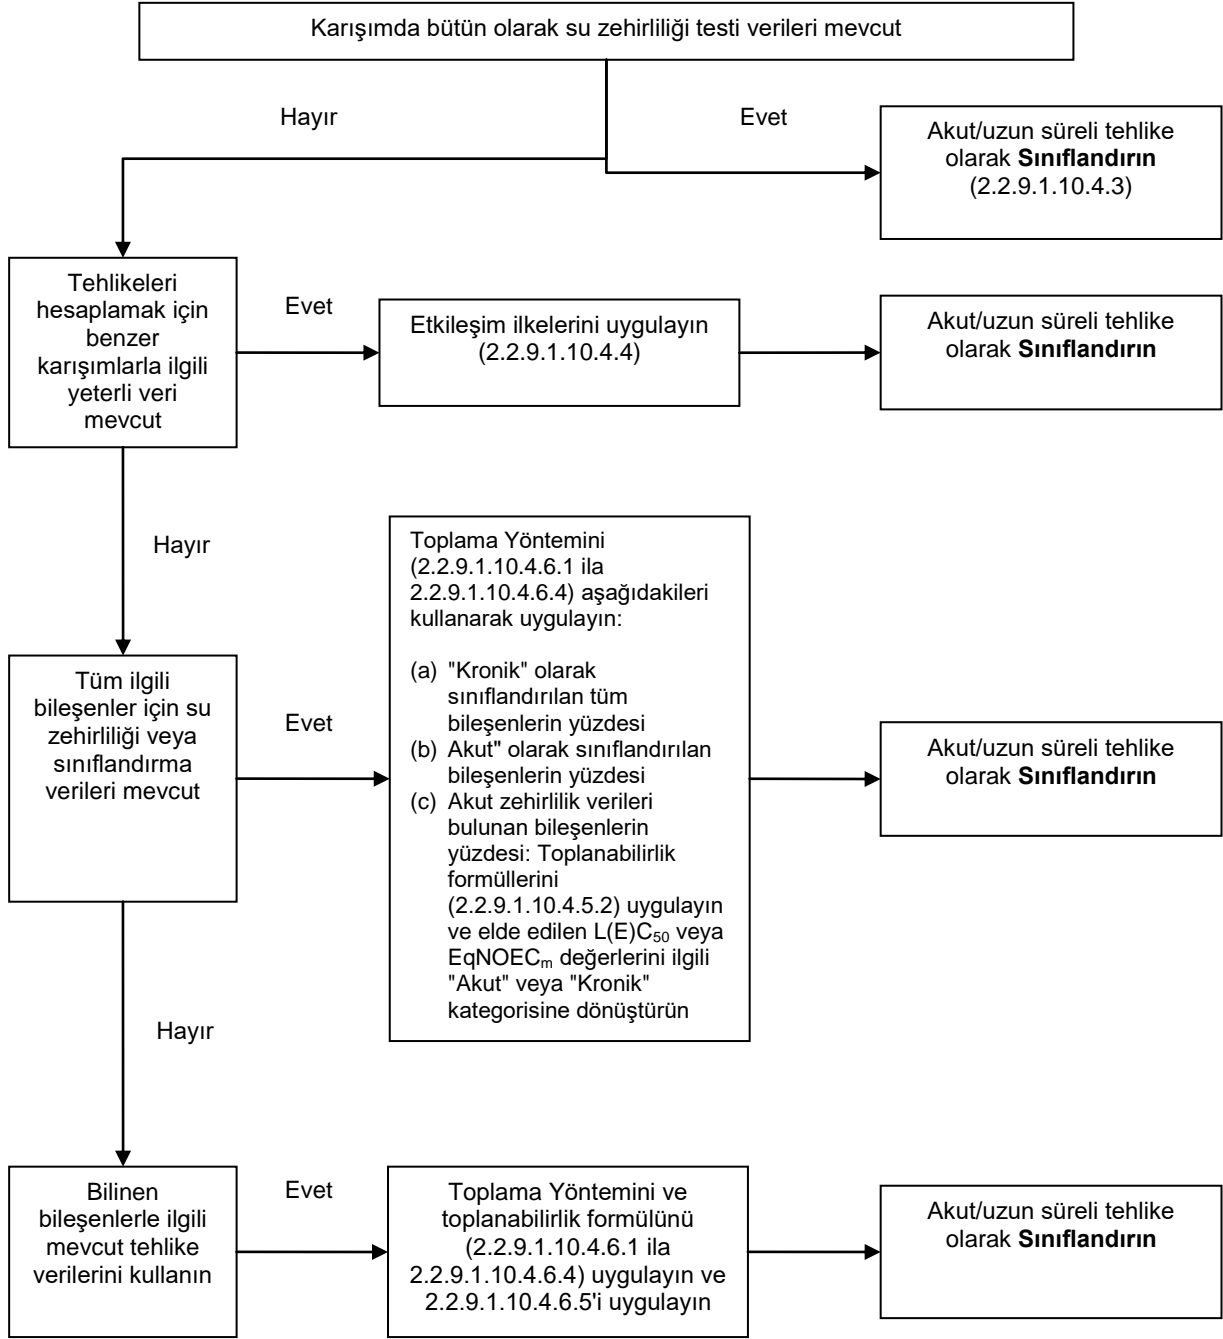 Karışımda bütün olarak su zehirliliği testi verileri mevcut
Hayır
Evet
Akut/uzun süreli tehlike
olarak Sınıflandırın
(2.2.9.1.10.4.3)
Tehlikeleri
hesaplamak için
benzer
karışımlarla ilgili
yeterli veri
mevcut
Evet
Etkileşim ilkelerini uygulayın
(2.2.9.1.10.4.4)
Akut/uzun süreli tehlike
olarak Sınıflandırın
Hayır
Tüm ilgili
bileşenler için su
zehirliliği veya
sınıflandırma
verileri mevcut
Evet
Toplama Yöntemini
(2.2.9.1.10.4.6.1 ila
2.2.9.1.10.4.6.4) aşağıdakileri
kullanarak uygulayın:
(a) "Kronik" olarak
sınıflandırılan tüm
bileşenlerin yüzdesi
(b) Akut" olarak sınıflandırılan
bileşenlerin yüzdesi
(c) Akut zehirlilik verileri
bulunan bileşenlerin
yüzdesi: Toplanabilirlik
formüllerini
(2.2.9.1.10.4.5.2) uygulayın
ve elde edilen L(E)C₅₀ veya
EqNOECₘ değerlerini ilgili
"Akut" veya "Kronik"
kategorisine dönüştürün
Akut/uzun süreli tehlike
olarak Sınıflandırın
Hayır
Bilinen
bileşenlerle ilgili
mevcut tehlike
verilerini kullanın
Evet
Toplama Yöntemini ve
toplanabilirlik formülünü
(2.2.9.1.10.4.6.1 ila
2.2.9.1.10.4.6.4) uygulayın ve
2.2.9.1.10.4.6.5'i uygulayın
Akut/uzun süreli tehlike
olarak Sınıflandırın